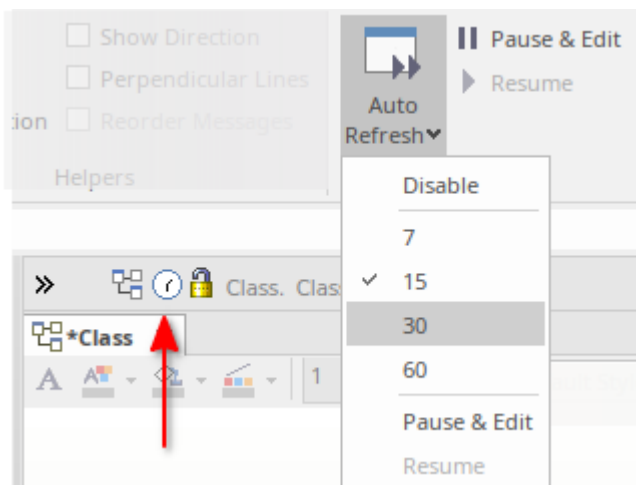 Show Direction
Perpendicular Lines
tion
Reorder Messages
Helpers
Auto
Refresh
Pause & Edit
Resume
Disable
7
15
30
60
Pause & Edit
Resume
Class. Clas
*Class
A
1